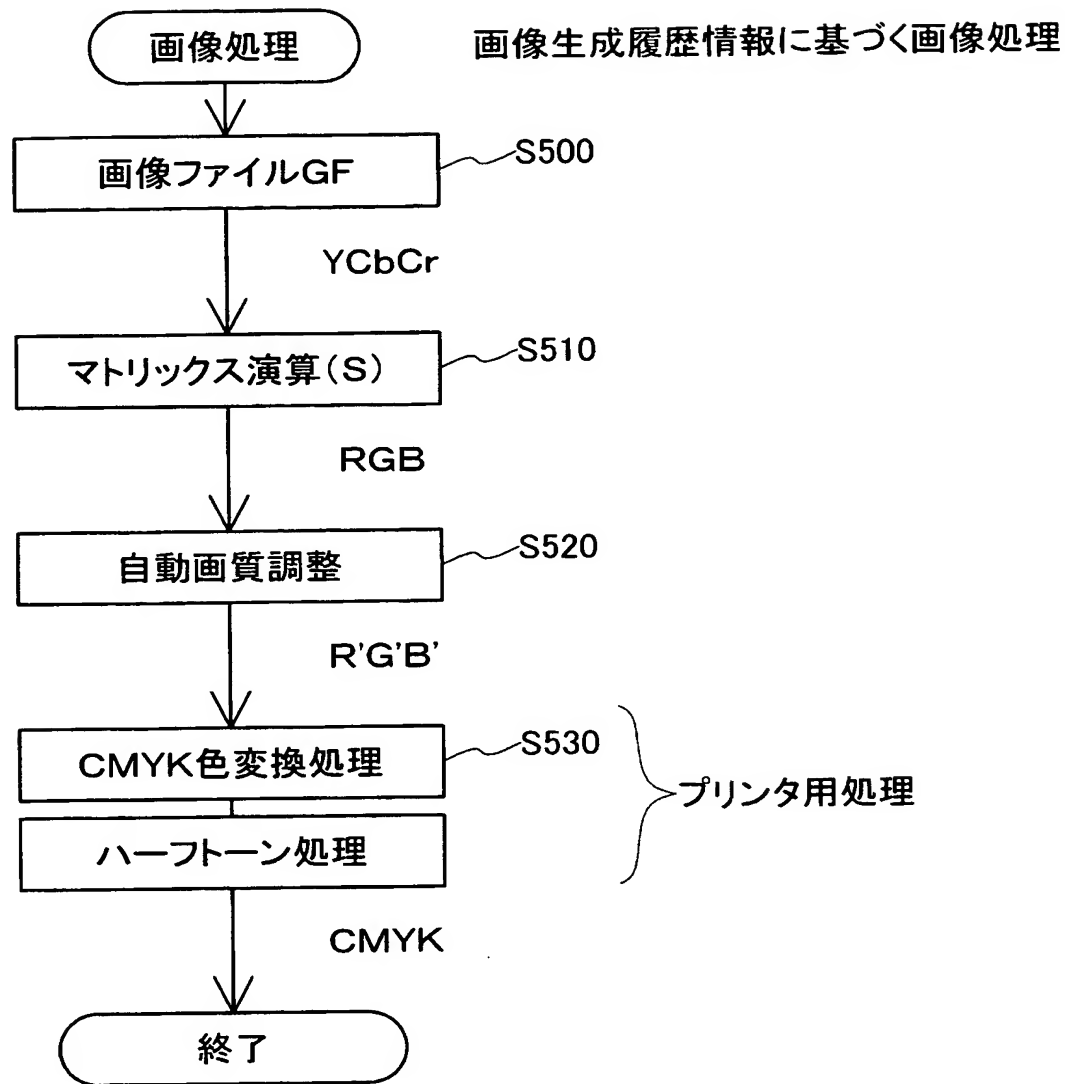 画像処理
画像生成履歴情報に基づく画像処理
画像ファイルGF
S500
YCbCr
マトリックス演算(S)
S510
RGB
自動画質調整
S520
R'G'B'
CMYK色変換処理
S530
プリンタ用処理
ハーフトーン処理
CMYK
終了